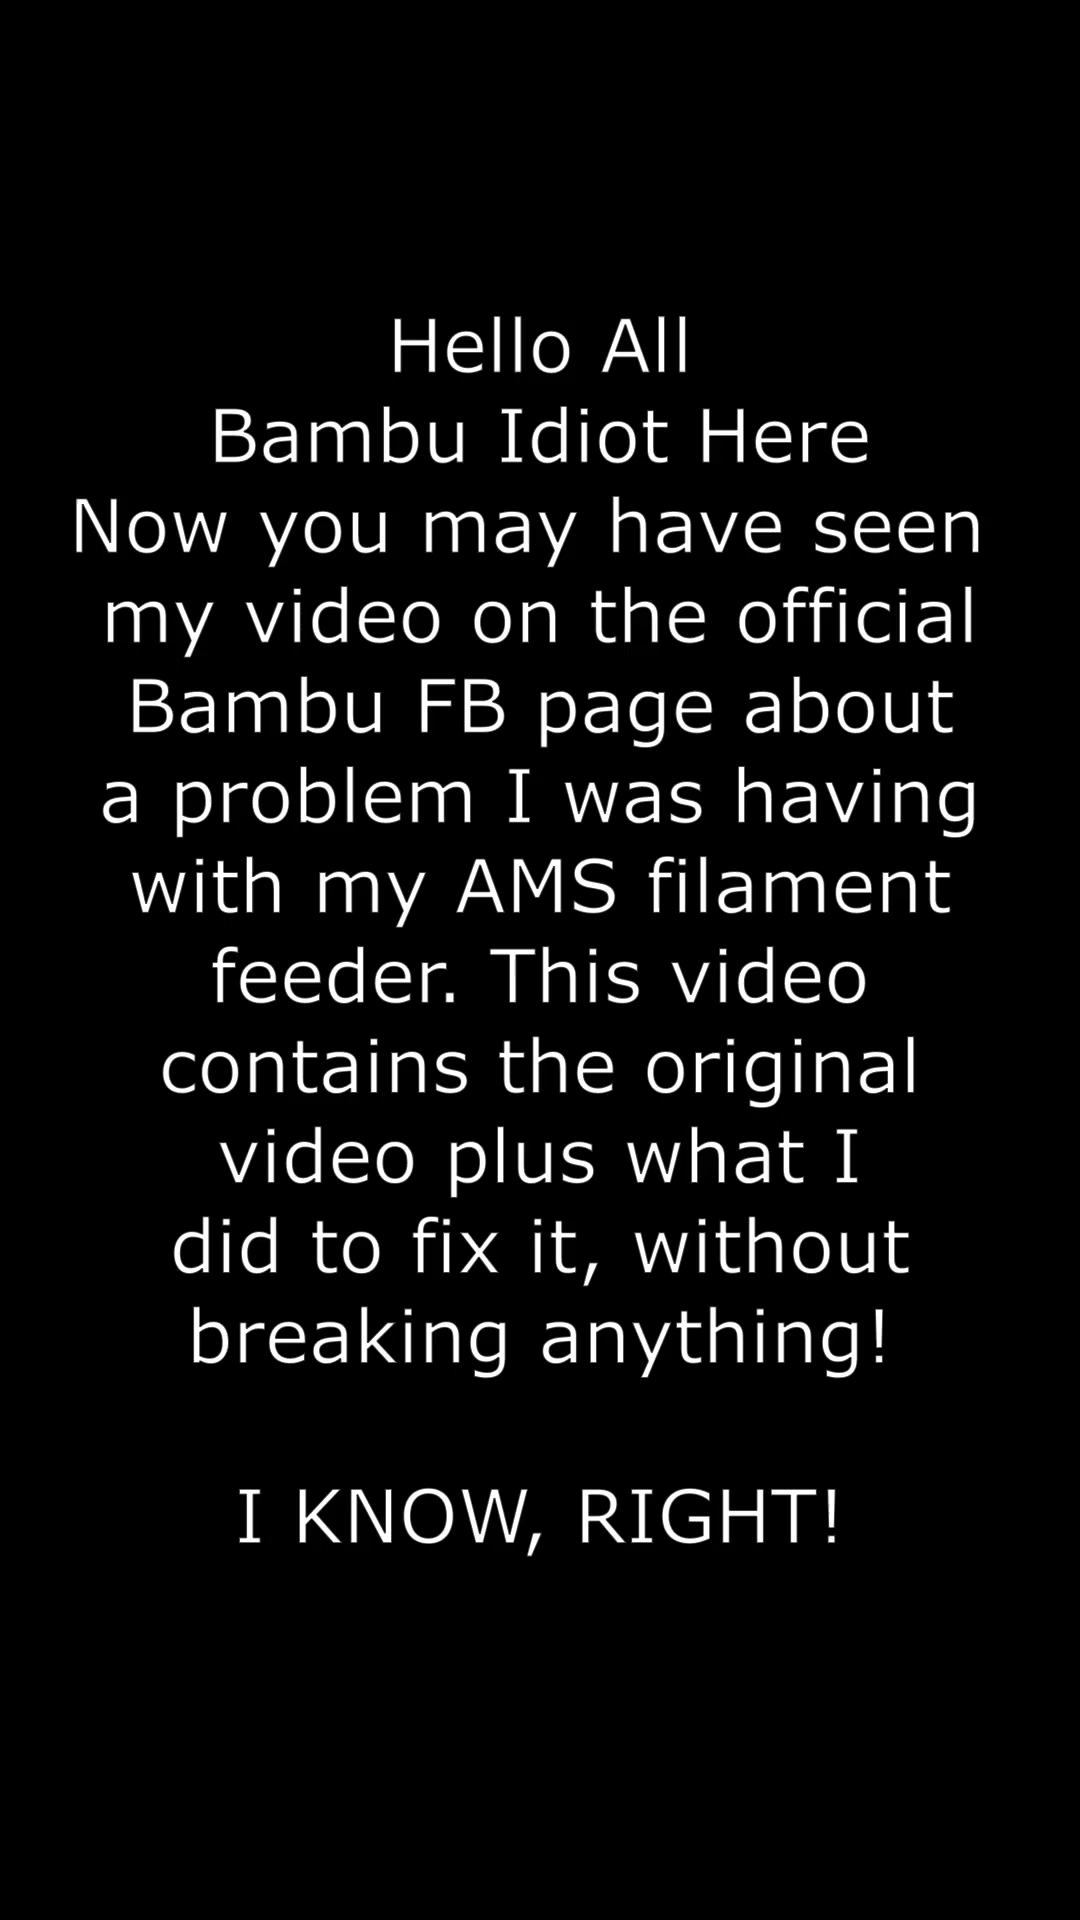 Hello All
Bambu Idiot Here
Now you may have seen
my video on the official
Bambu FB page about
a problem I was having
with my AMS filament
feeder. This video
contains the original
video plus what I
did to fix it, without
breaking anything!
I KNOW, RIGHT!